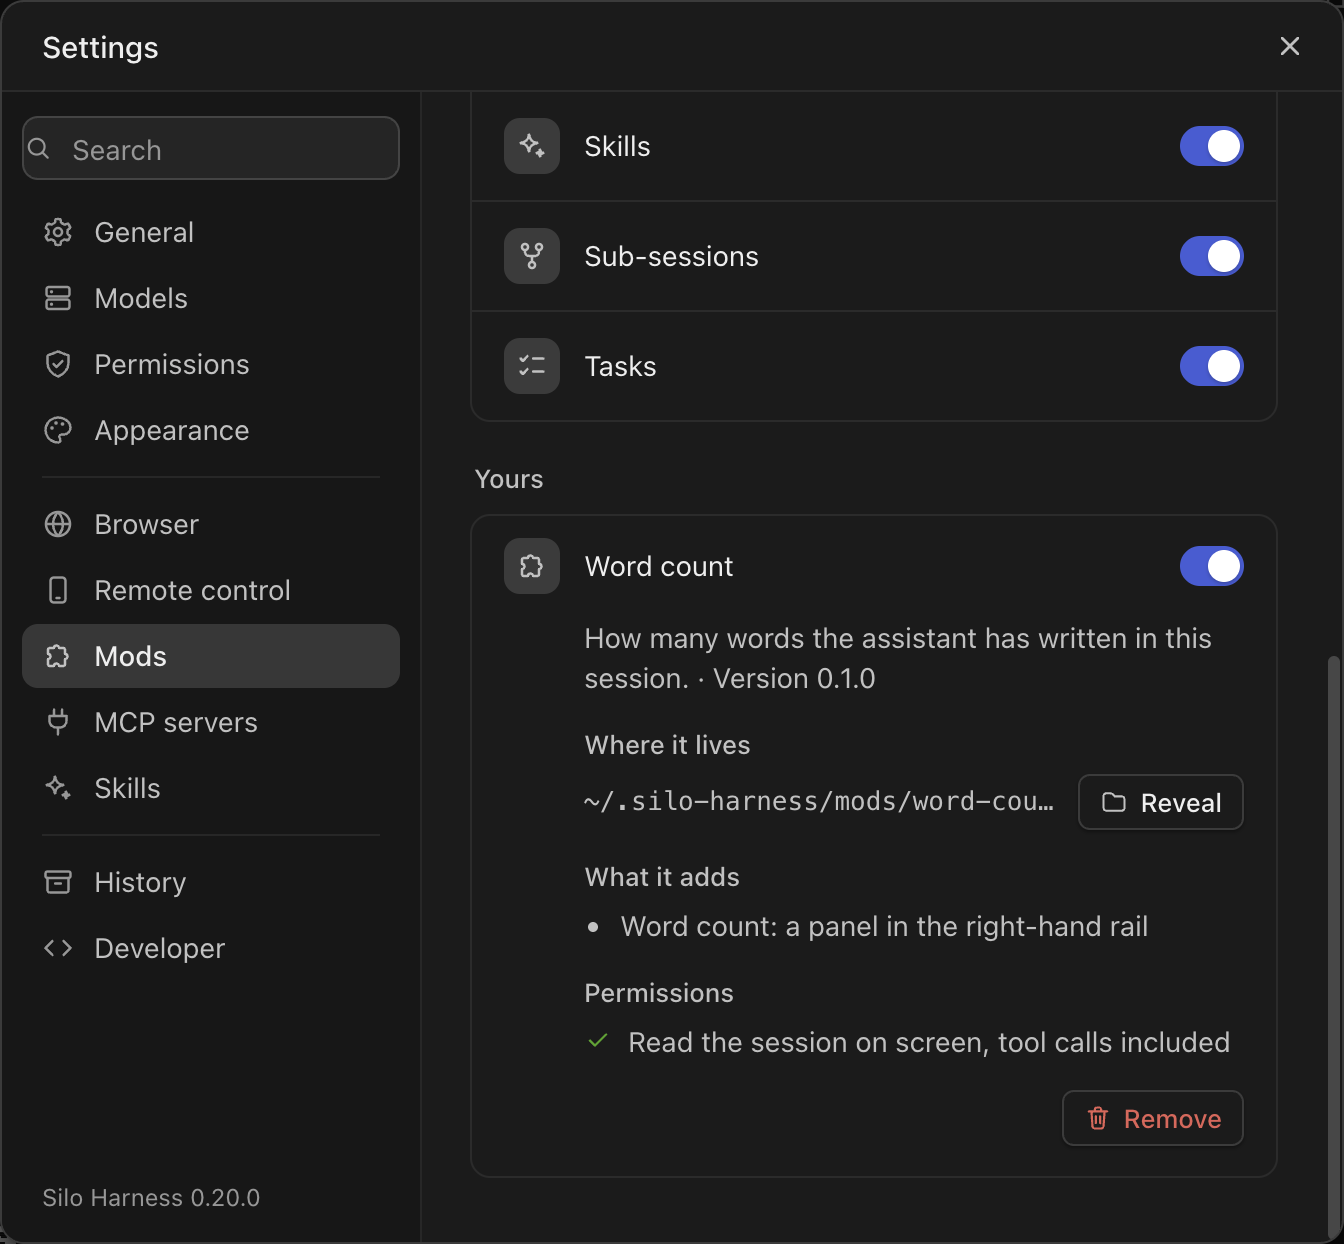 Settings
Search
General
Models
Permissions
Appearance
Browser
Remote control
Mods
MCP servers
Skills
History
Developer
Silo Harness 0.20.0
Skills
Sub-sessions
Tasks
Yours
Word count
How many words the assistant has written in this
session. · Version 0.1.0
Where it lives
~/.silo-harness/mods/word-cou…
Reveal
What it adds
• Word count: a panel in the right-hand rail
Permissions
Read the session on screen, tool calls included
Remove